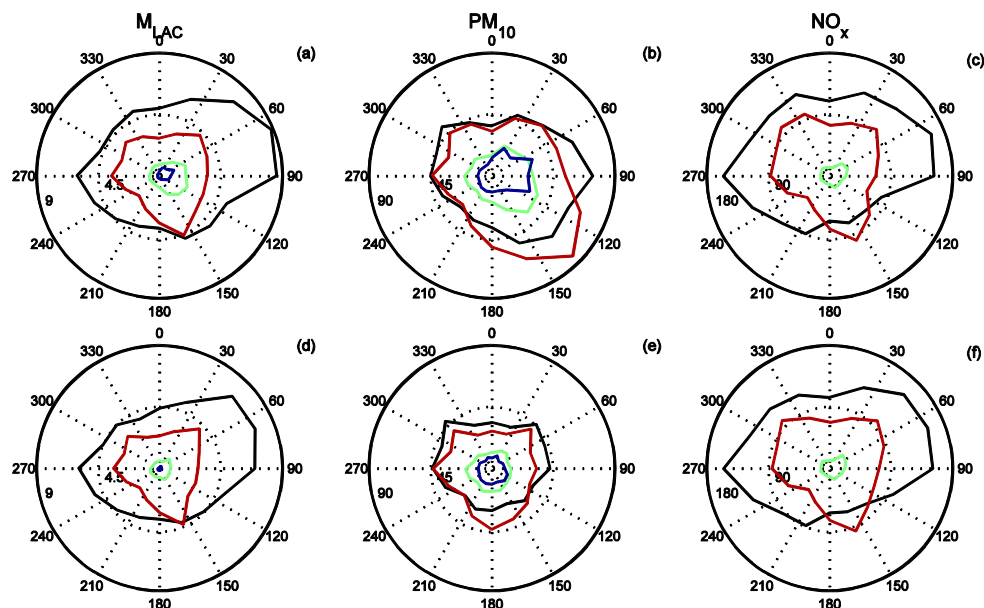 M_LAC PM_10 NO_x
0 (a) 0 (b) 0 (c)
330 30 330 30 330 30
300 60 300 60 300 60
270 4.5 90 270 45 90 270 90 90
9 90 180
240 120 240 120 240 120
210 150 210 150 210 150
180 180 180
0 (d) 0 (e) 0 (f)
330 30 330 30 330 30
300 60 300 60 300 60
270 4.5 90 270 45 90 270 90 90
9 90 180
240 120 240 120 240 120
210 150 210 150 210 150
180 180 180